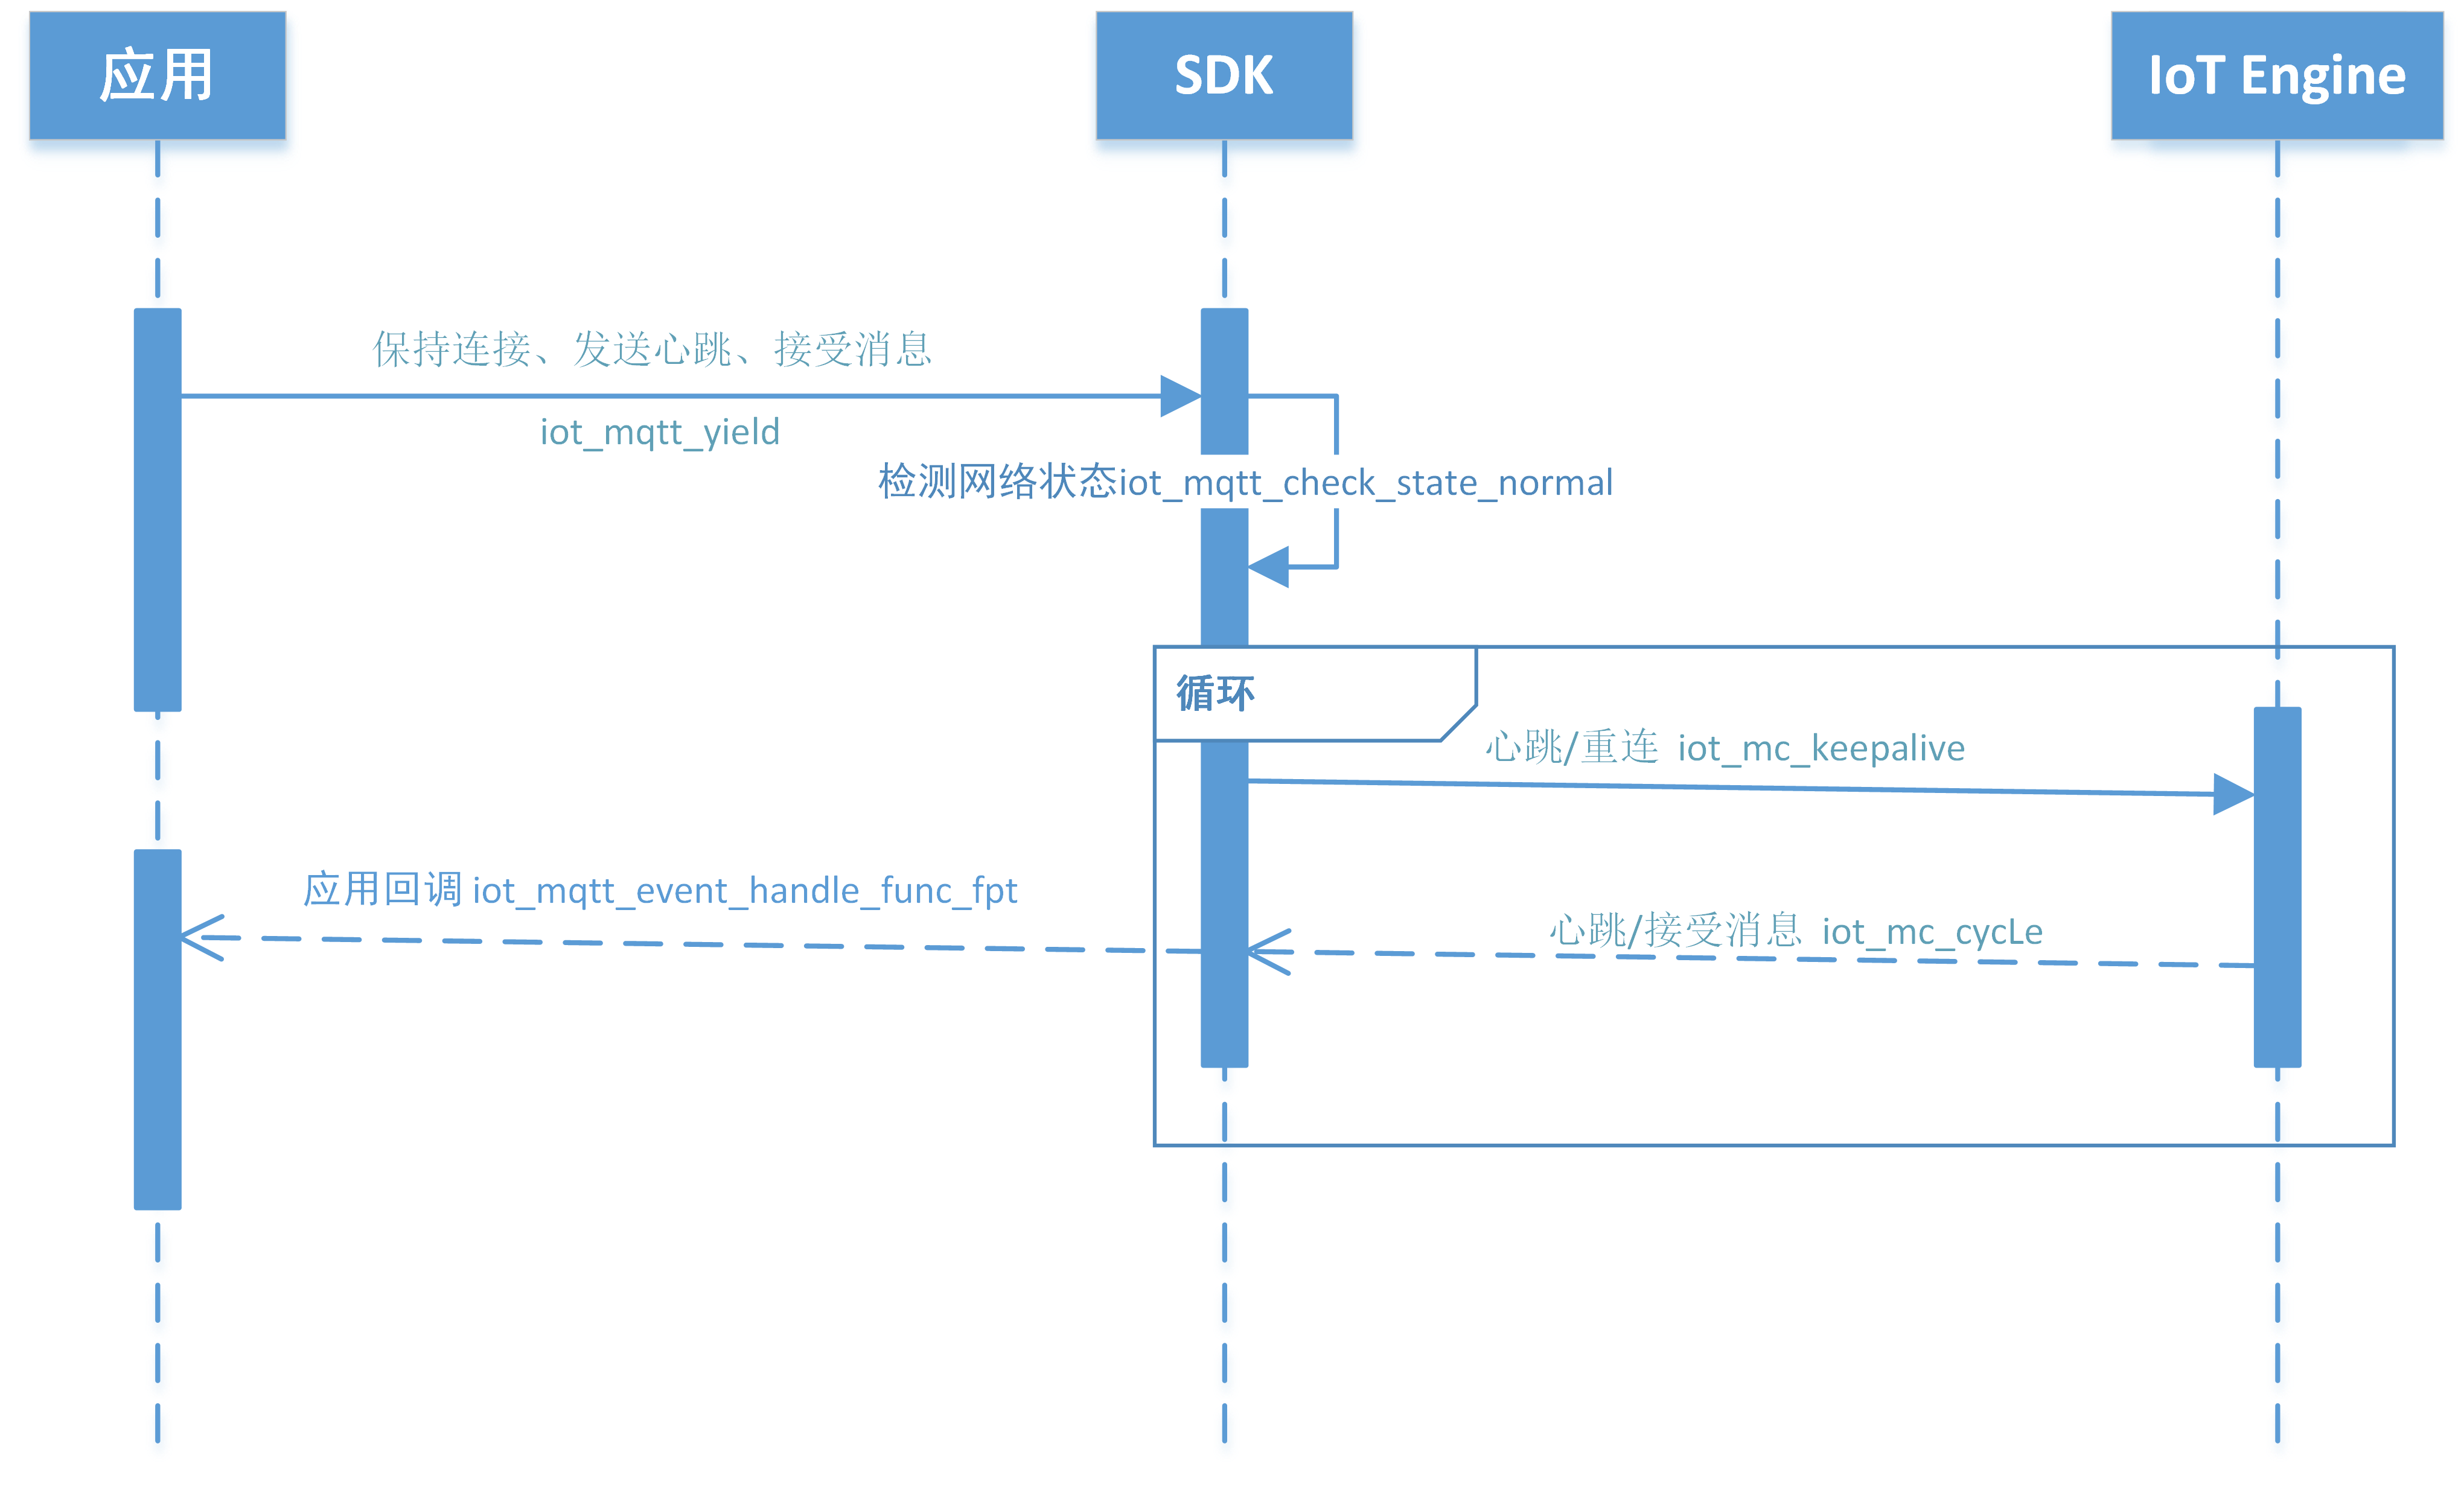 应用
SDK
IoT Engine
保持连接、发送心跳、接受消息
iot_mqtt_yield
检测网络状态iot_mqtt_check_state_normal
循环
心跳/重连 iot_mc_keepalive
应用回调 iot_mqtt_event_handle_func_fpt
心跳/接受消息 iot_mc_cycLe